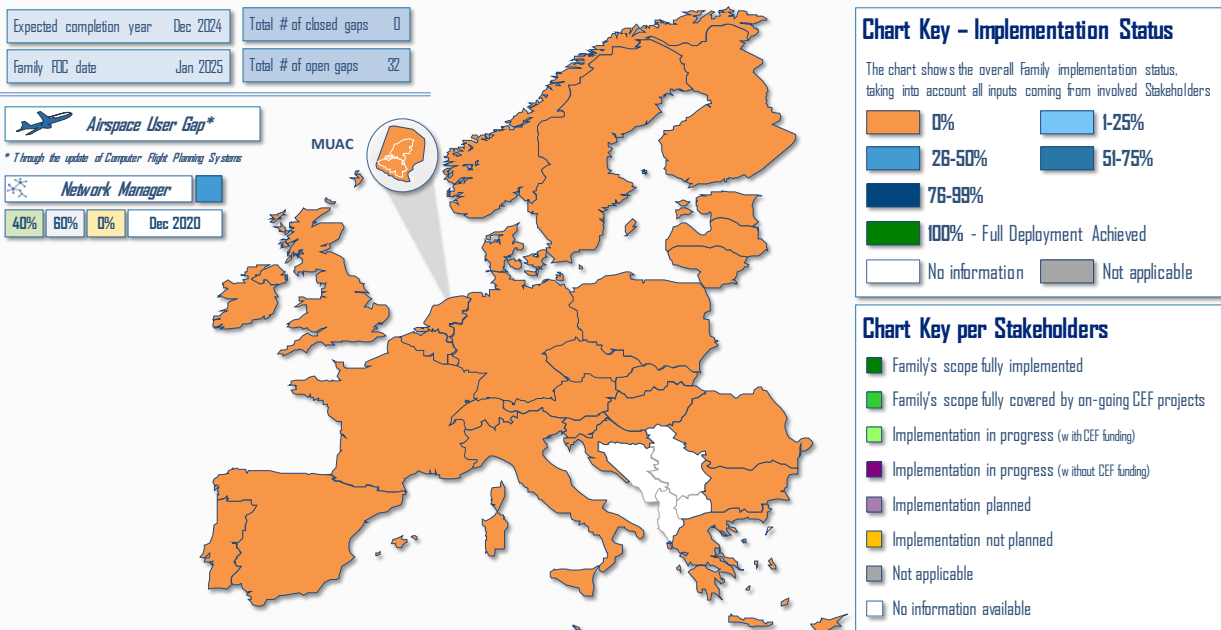 Expected completion year Dec 2024
Total # of closed gaps 0
Family FOC date Jan 2025
Total # of open gaps 32
Airspace User Gap*
* Through the update of Computer Flight Planning Systems
Network Manager
40% 60% 0% Dec 2020
MUAC
Chart Key – Implementation Status
The chart shows the overall Family implementation status,
taking into account all inputs coming from involved Stakeholders
0% 1-25%
26-50% 51-75%
76-99%
100% - Full Deployment Achieved
No information Not applicable
Chart Key per Stakeholders
Family's scope fully implemented
Family's scope fully covered by on-going CEF projects
Implementation in progress (with CEF funding)
Implementation in progress (without CEF funding)
Implementation planned
Implementation not planned
Not applicable
No information available